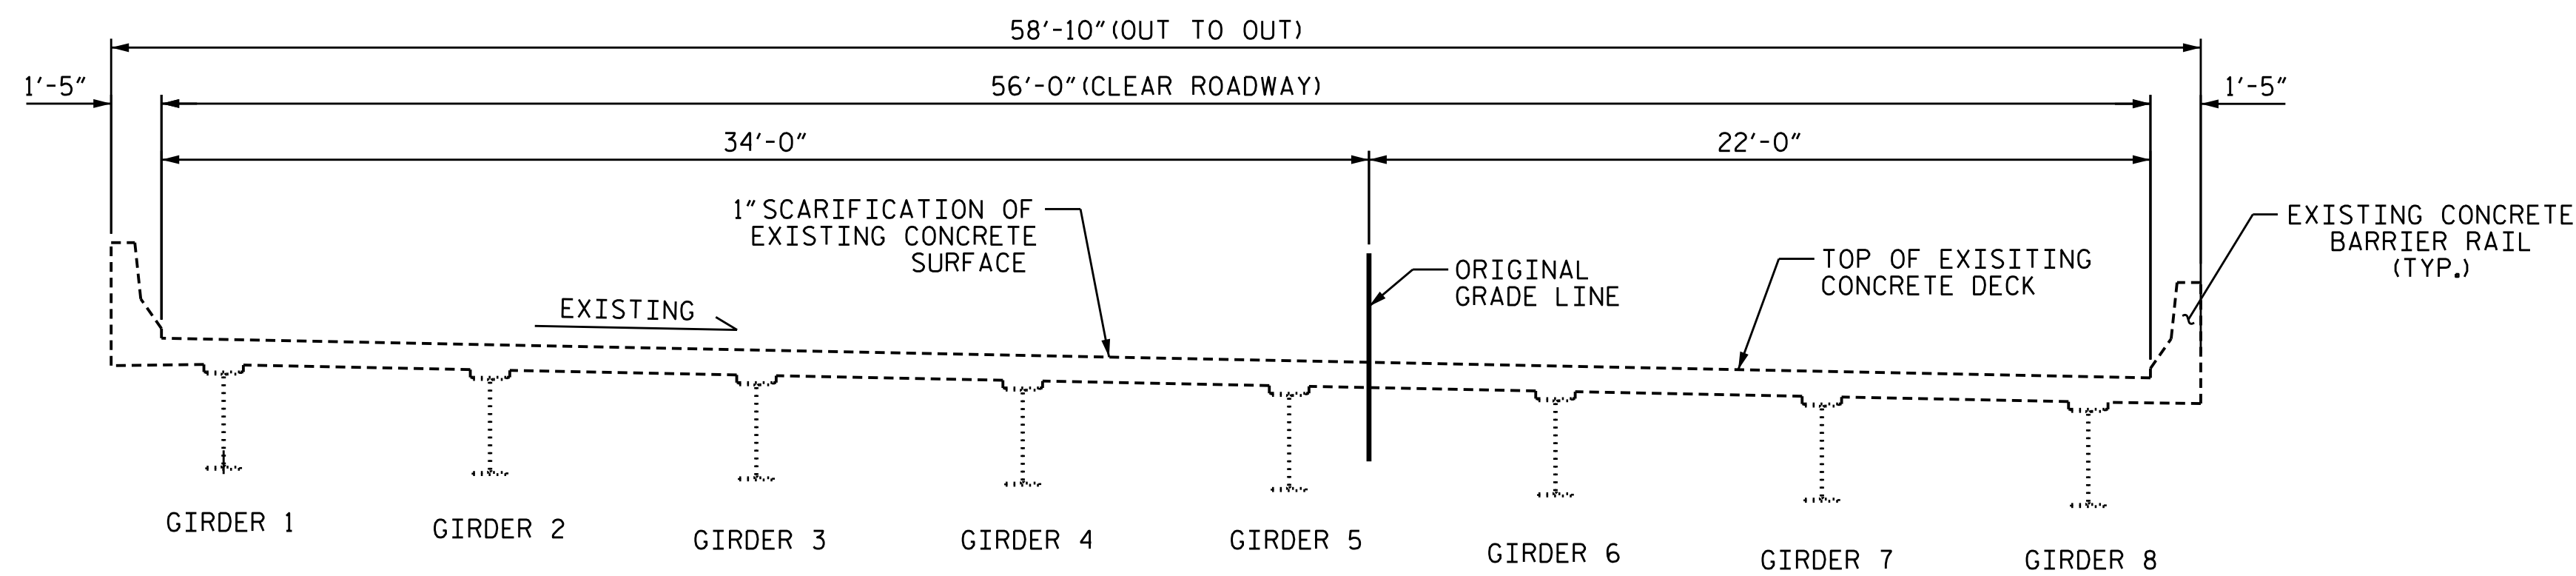 58'-10"(OUT TO OUT)
1'-5"
56'-0"(CLEAR ROADWAY)
1'-5"
34'-0"
22'-0"
1" SCARIFICATION OF
EXISTING CONCRETE
SURFACE
EXISTING CONCRETE
BARRIER RAIL
(TYP.)
TOP OF EXISITING
CONCRETE DECK
ORIGINAL
GRADE LINE
EXISTING
GIRDER 1
GIRDER 2
GIRDER 3
GIRDER 4
GIRDER 5
GIRDER 6
GIRDER 7
GIRDER 8